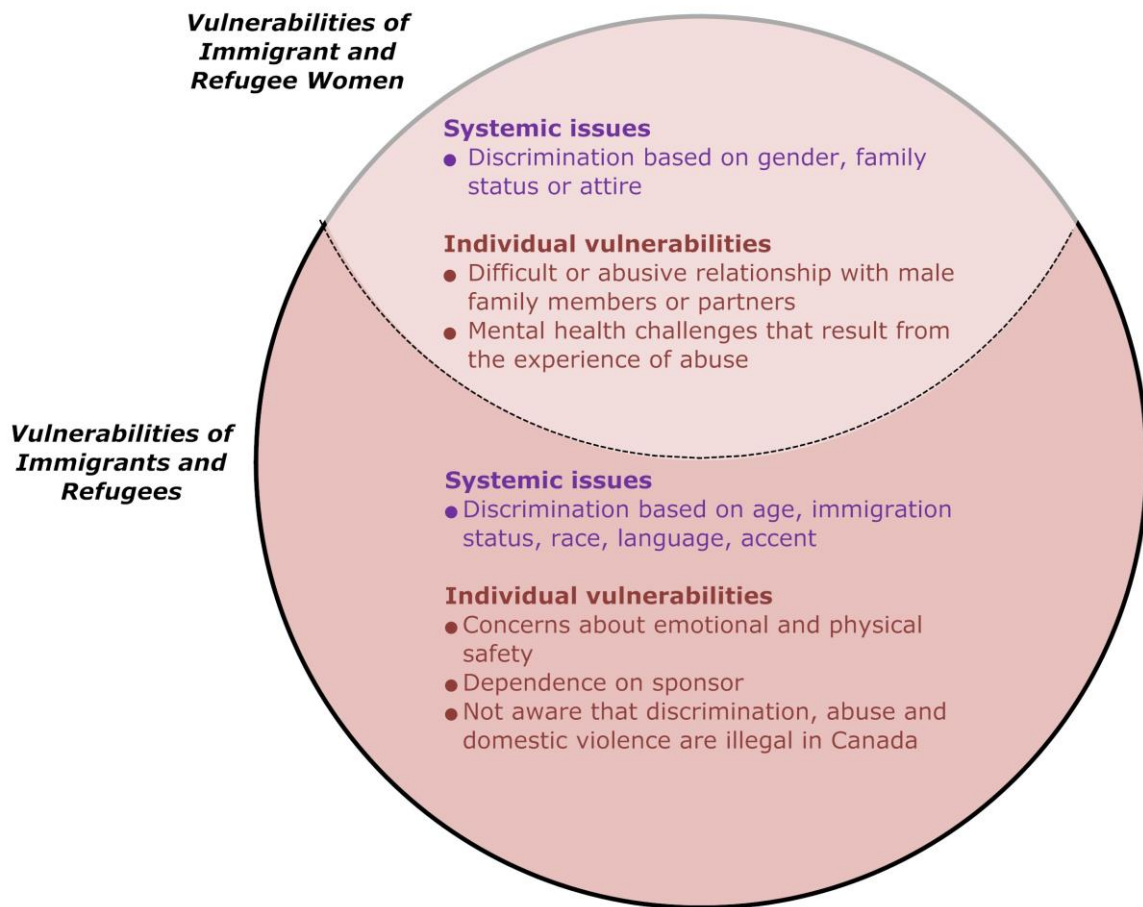 Vulnerabilities of
Immigrant and
Refugee Women
Systemic issues
● Discrimination based on gender, family
status or attire
Individual vulnerabilities
● Difficult or abusive relationship with male
family members or partners
● Mental health challenges that result from
the experience of abuse
Vulnerabilities of
Immigrants and
Refugees
Systemic issues
● Discrimination based on age, immigration
status, race, language, accent
Individual vulnerabilities
● Concerns about emotional and physical
safety
● Dependence on sponsor
● Not aware that discrimination, abuse and
domestic violence are illegal in Canada